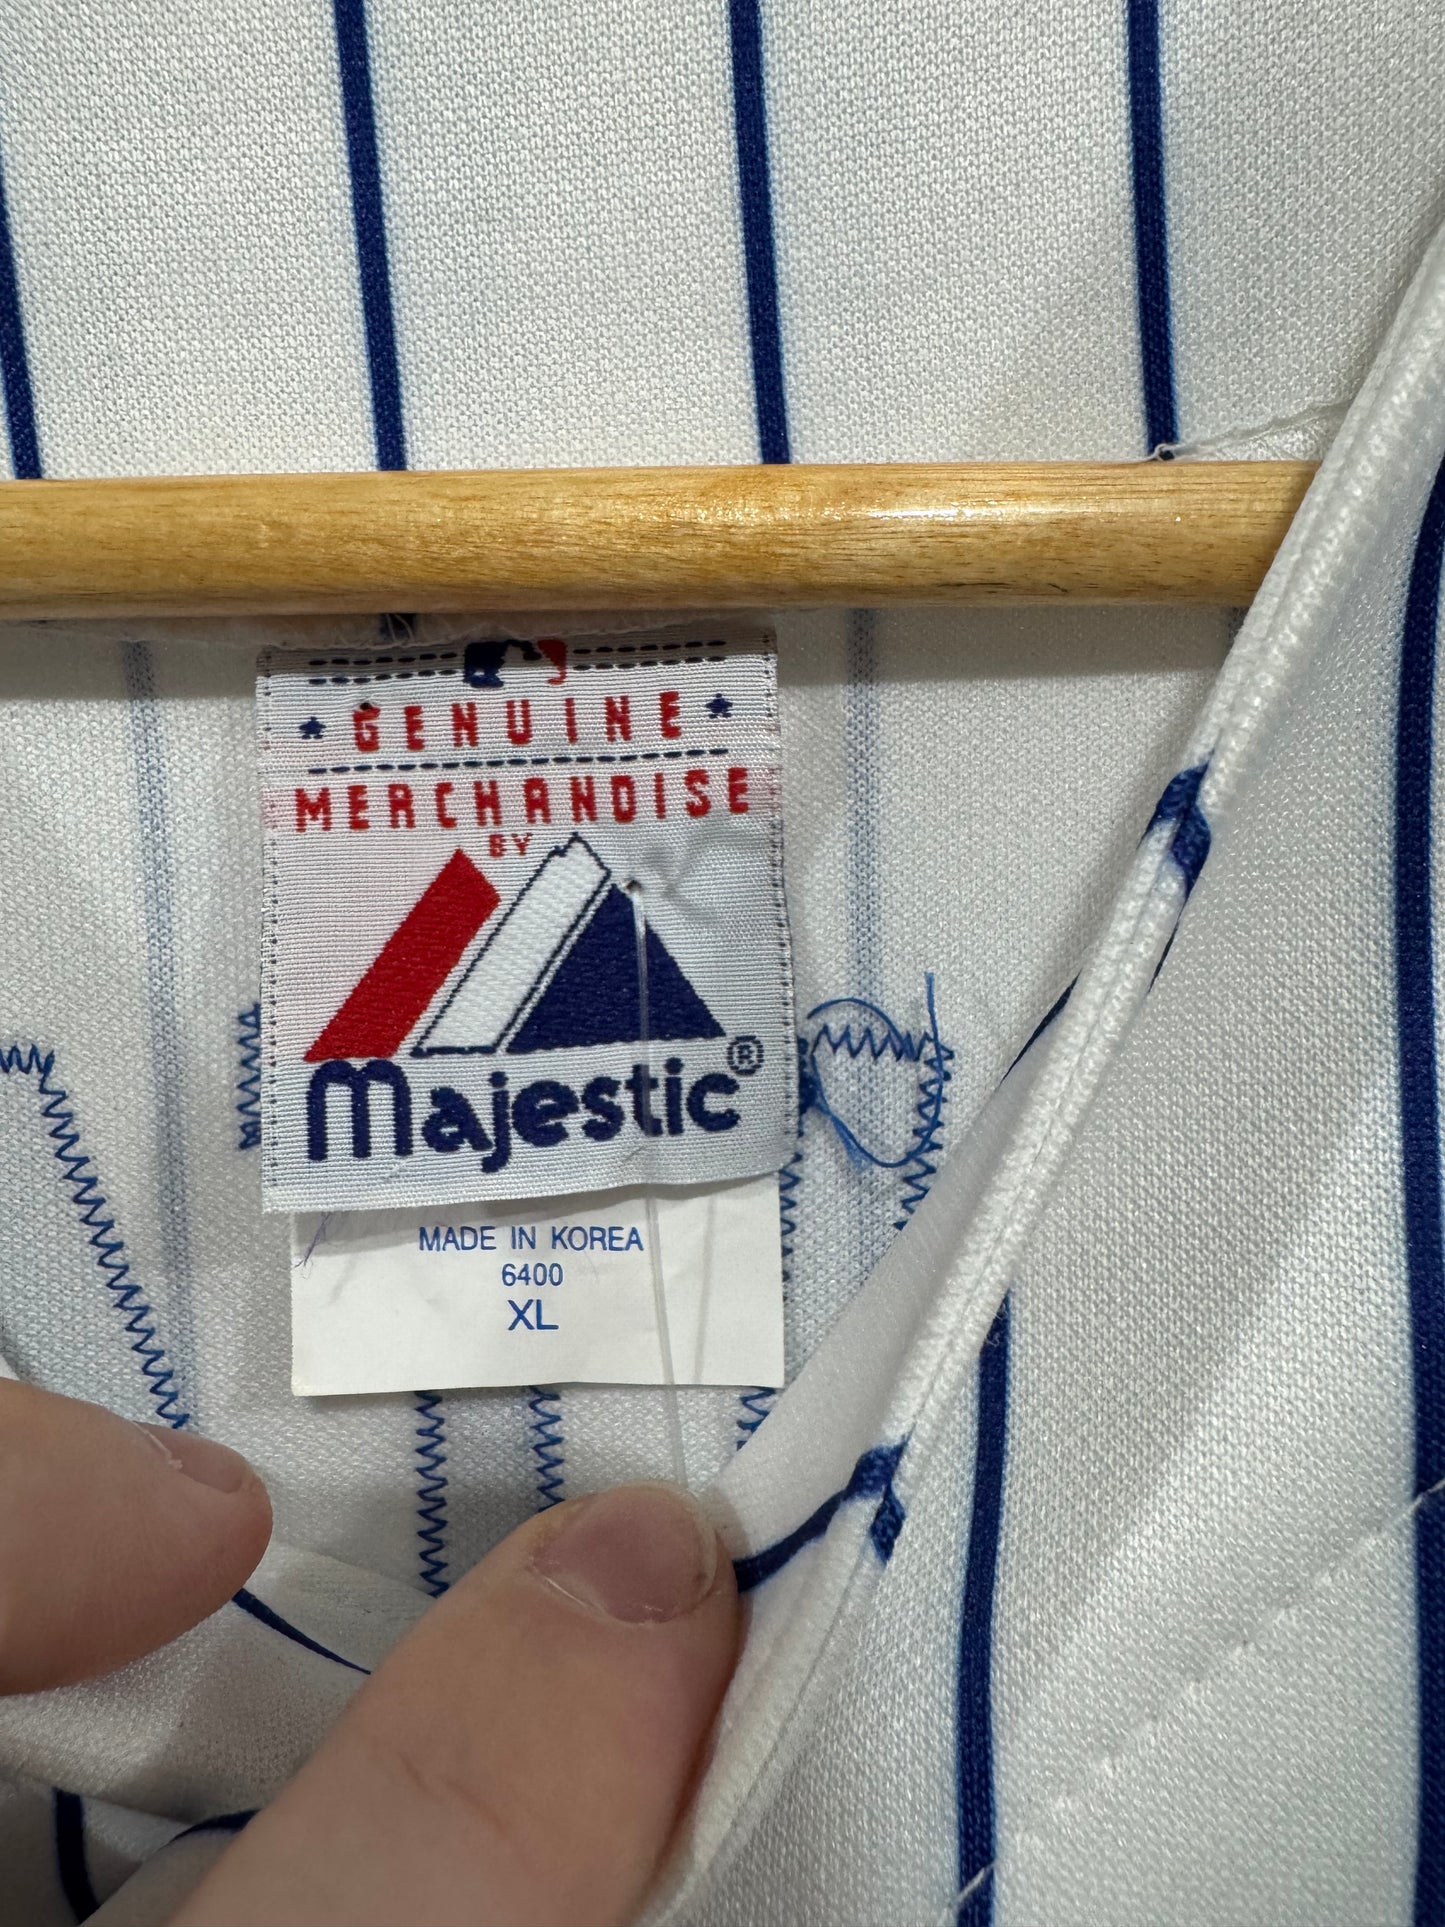 GENUINE
MERCHANDISE
BY
Majestic®
MADE IN KOREA
6400
XL